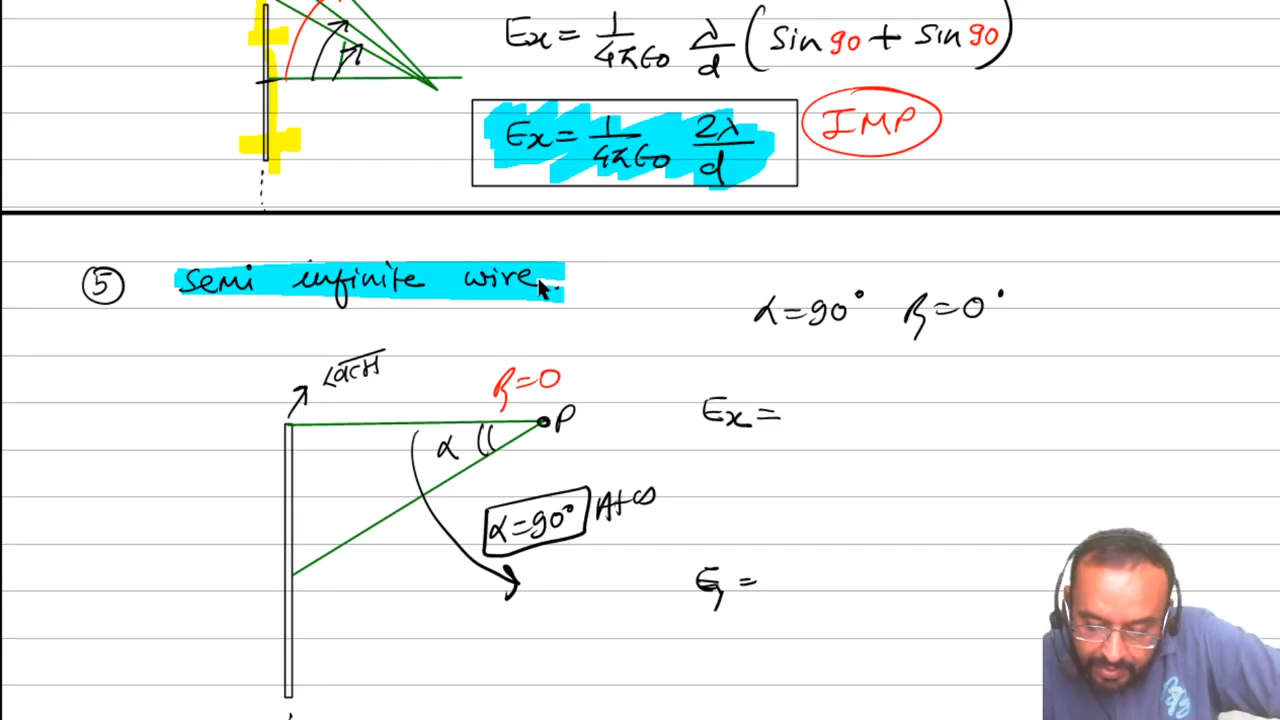 Ex = 1/4πε0 λ/d (sin 90 + sin 90)
Ex = 1/4πε0 2λ/d
IMP
5 Semi infinite wire.
α = 90° β = 0°
β = 0
P
α
Ex =
α = 90° At ∞
Ey =